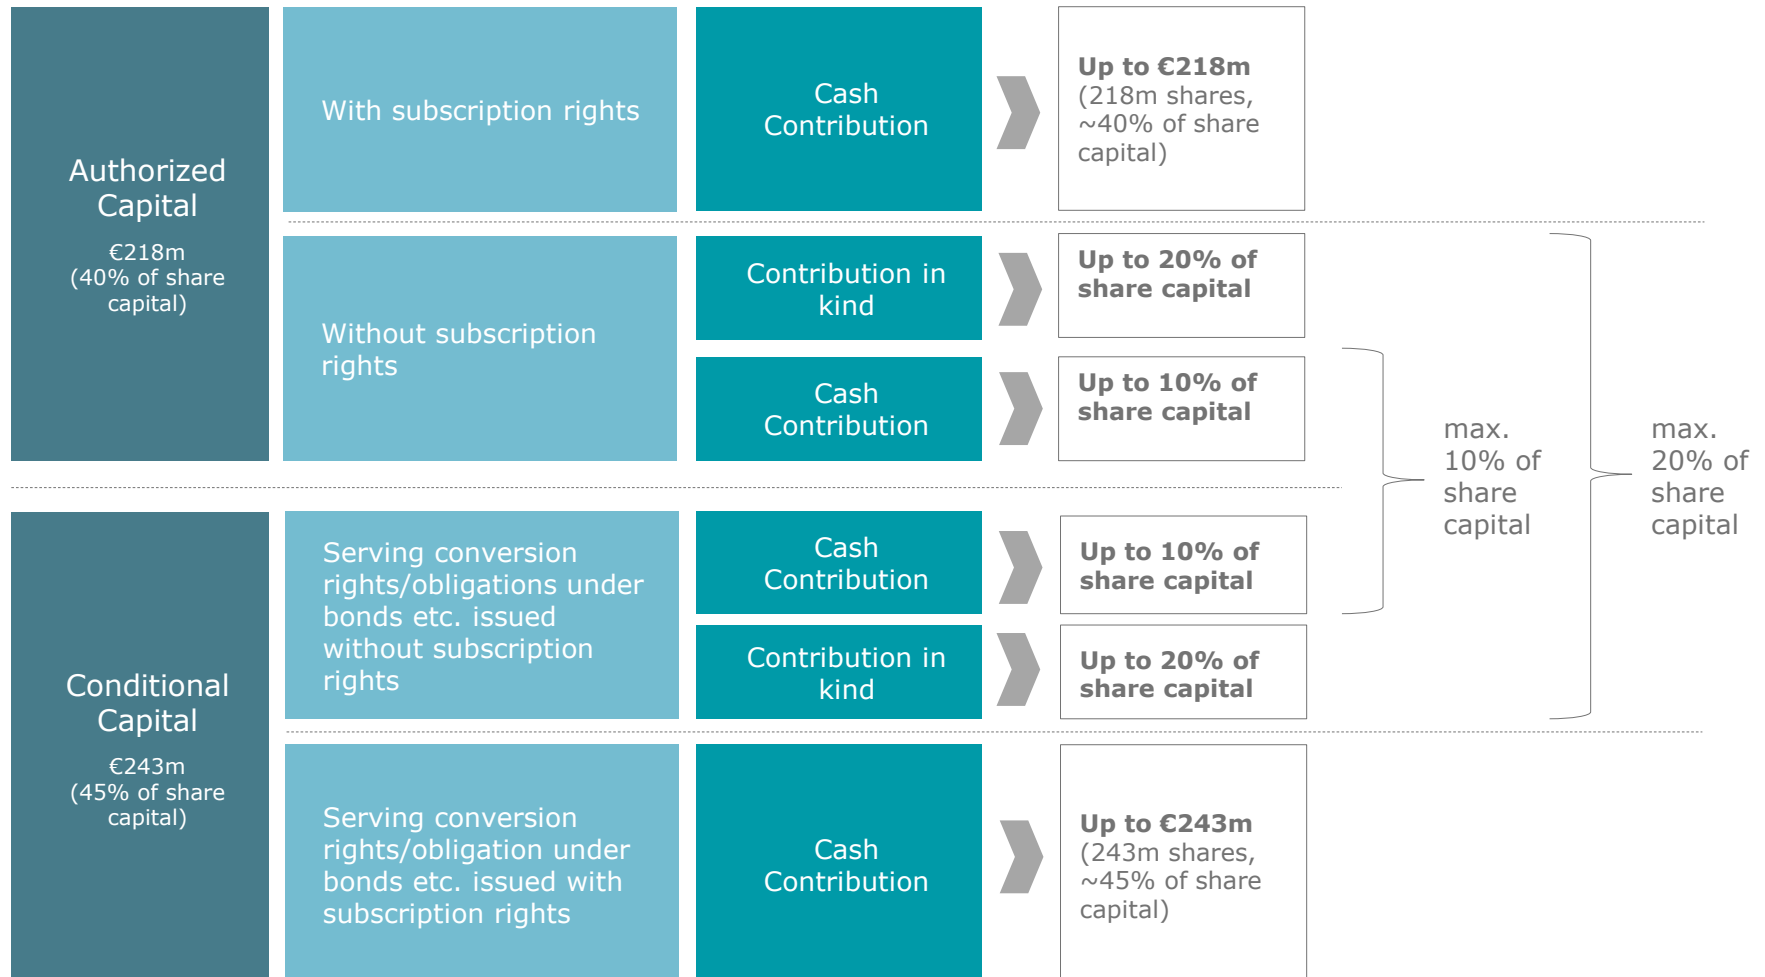 Authorized
Capital
€218m
(40% of share
capital)
With subscription rights
Cash
Contribution
Up to €218m
(218m shares,
~40% of share
capital)
Without subscription
rights
Contribution in
kind
Up to 20% of
share capital
Cash
Contribution
Up to 10% of
share capital
max.
10% of
share
capital
max.
20% of
share
capital
Conditional
Capital
€243m
(45% of share
capital)
Serving conversion
rights/obligations under
bonds etc. issued
without subscription
rights
Cash
Contribution
Up to 10% of
share capital
Contribution in
kind
Up to 20% of
share capital
Serving conversion
rights/obligation under
bonds etc. issued with
subscription rights
Cash
Contribution
Up to €243m
(243m shares,
~45% of share
capital)